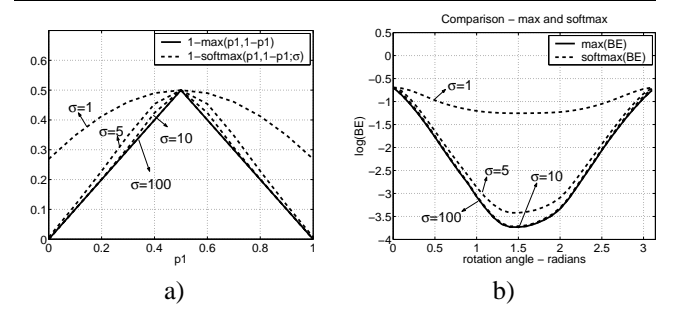 1−max(p1,1−p1)
1−softmax(p1,1−p1;σ)
0.6
0.5
0.4
0.3
0.2
0.1
0
σ=1
σ=5
σ=10
σ=100
0 0.2 0.4 0.6 0.8 1
p1
a)
Comparison − max and softmax
max(BE)
softmax(BE)
0.5
0
−0.5
−1
−1.5
−2
−2.5
−3
−3.5
−4
log(BE)
σ=1
σ=5
σ=10
σ=100
0 0.5 1 1.5 2 2.5 3
rotation angle − radians
b)